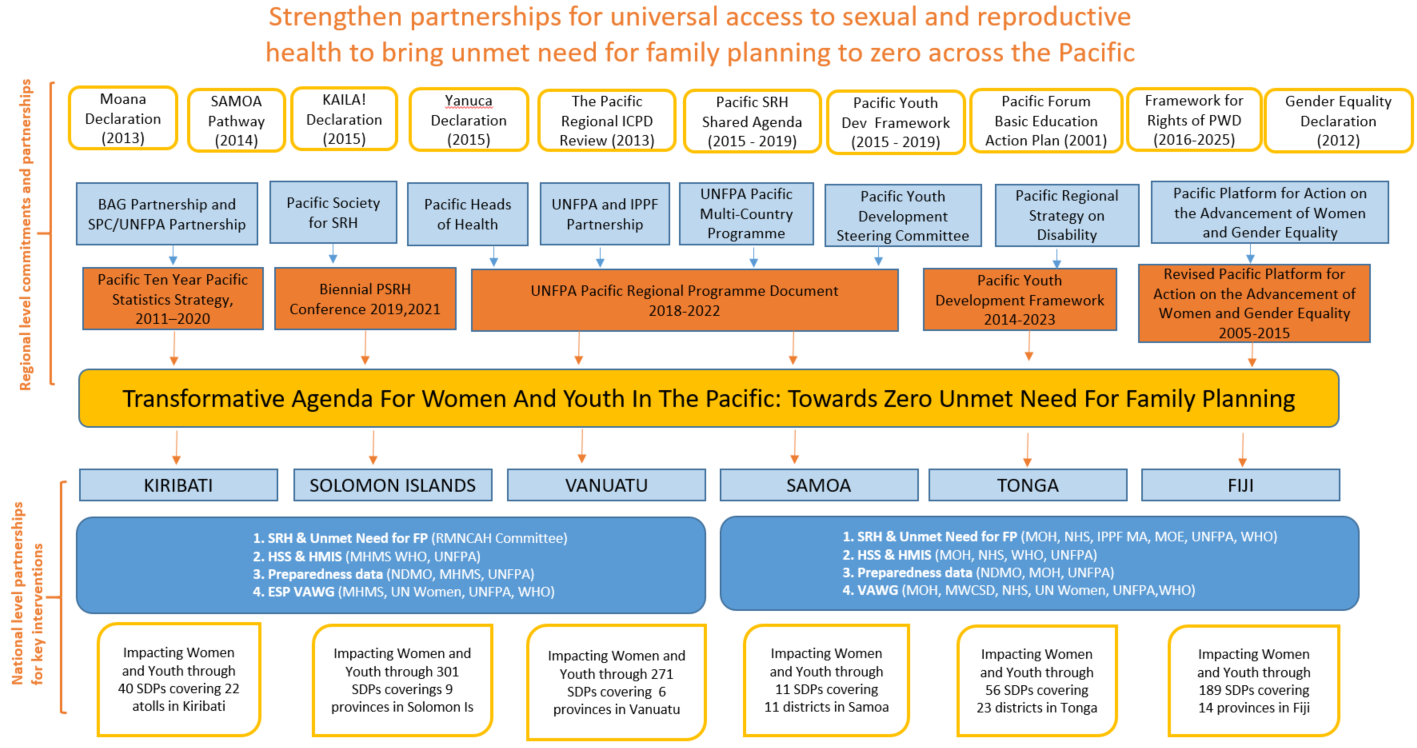 Strengthen partnerships for universal access to sexual and reproductive
health to bring unmet need for family planning to zero across the Pacific
Regional level commitments and partnerships
Moana
Declaration
(2013)
SAMOA
Pathway
(2014)
KAILA!
Declaration
(2015)
Yanuca
Declaration
(2015)
The Pacific
Regional ICPD
Review (2013)
Pacific SRH
Shared Agenda
(2015 - 2019)
Pacific Youth
Dev Framework
(2015 - 2019)
Pacific Forum
Basic Education
Action Plan (2001)
Framework for
Rights of PWD
(2016-2025)
Gender Equality
Declaration
(2012)
BAG Partnership and
SPC/UNFPA Partnership
Pacific Society
for SRH
Pacific Heads
of Health
UNFPA and IPPF
Partnership
UNFPA Pacific
Multi-Country
Programme
Pacific Youth
Development
Steering Committee
Pacific Regional
Strategy on
Disability
Pacific Platform for Action on
the Advancement of Women
and Gender Equality
Pacific Ten Year Pacific
Statistics Strategy,
2011–2020
Biennial PSRH
Conference 2019,2021
UNFPA Pacific Regional Programme Document
2018-2022
Pacific Youth
Development Framework
2014-2023
Revised Pacific Platform for
Action on the Advancement of
Women and Gender Equality
2005-2015
Transformative Agenda For Women And Youth In The Pacific: Towards Zero Unmet Need For Family Planning
National level partnerships
for key interventions
KIRIBATI
SOLOMON ISLANDS
VANUATU
SAMOA
TONGA
FIJI
1. SRH & Unmet Need for FP (RMNCAH Committee)
2. HSS & HMIS (MHMS WHO, UNFPA)
3. Preparedness data (NDMO, MHMS, UNFPA)
4. ESP VAWG (MHMS, UN Women, UNFPA, WHO)
1. SRH & Unmet Need for FP (MOH, NHS, IPPF MA, MOE, UNFPA, WHO)
2. HSS & HMIS (MOH, NHS, WHO, UNFPA)
3. Preparedness data (NDMO, MOH, UNFPA)
4. VAWG (MOH, MWCSD, NHS, UN Women, UNFPA,WHO)
Impacting Women
and Youth through
40 SDPs covering 22
atolls in Kiribati
Impacting Women and
Youth through 301
SDPs coverings 9
provinces in Solomon Is
Impacting Women and
Youth through 271
SDPs covering 6
provinces in Vanuatu
Impacting Women
and Youth through
11 SDPs covering
11 districts in Samoa
Impacting Women
and Youth through
56 SDPs covering
23 districts in Tonga
Impacting Women
and Youth through
189 SDPs covering
14 provinces in Fiji